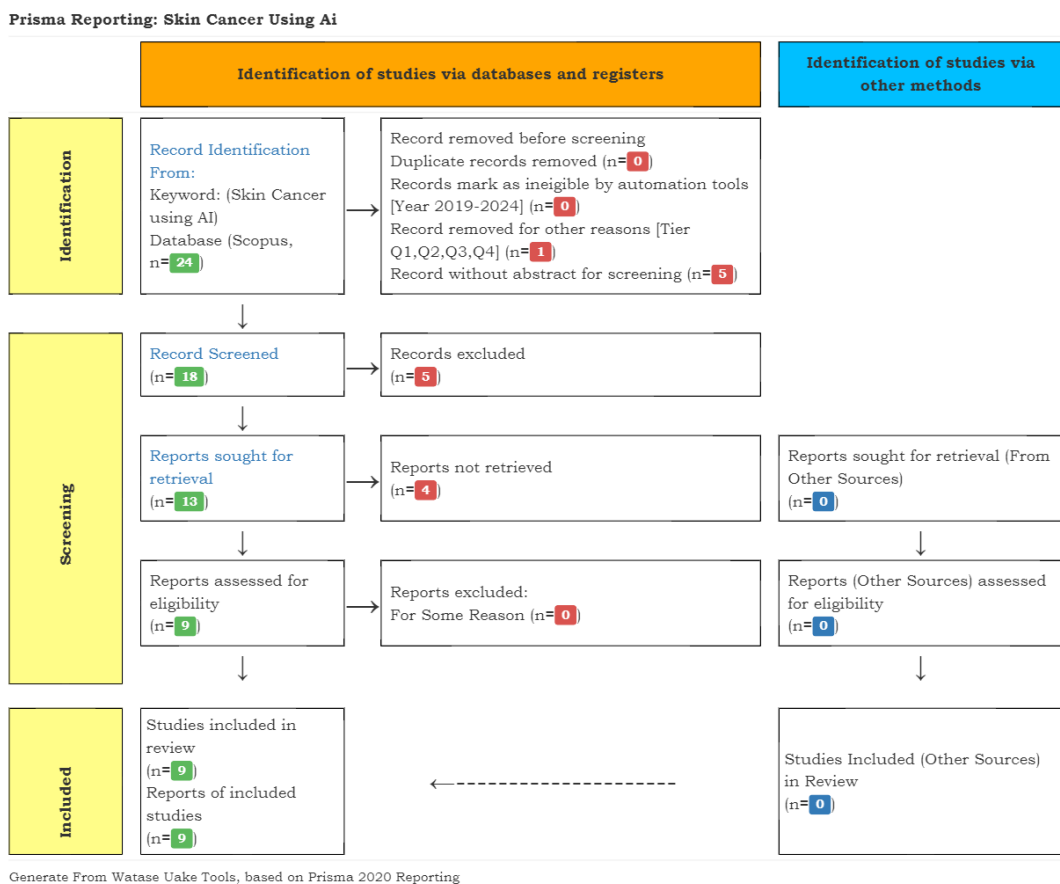 Prisma Reporting: Skin Cancer Using Ai
Identification of studies via databases and registers
Identification of studies via
other methods
Identification
Record Identification
From:
Keyword: (Skin Cancer
using AI)
Database (Scopus,
n=24)
Record removed before screening
Duplicate records removed (n=0)
Records mark as ineigible by automation tools
[Year 2019-2024] (n=0)
Record removed for other reasons [Tier
Q1,Q2,Q3,Q4] (n=1)
Record without abstract for screening (n=5)
Screening
Record Screened
(n=18)
Records excluded
(n=5)
Reports sought for
retrieval
(n=13)
Reports not retrieved
(n=4)
Reports sought for retrieval (From
Other Sources)
(n=0)
Reports assessed for
eligibility
(n=9)
Reports excluded:
For Some Reason (n=0)
Reports (Other Sources) assessed
for eligibility
(n=0)
Included
Studies included in
review
(n=9)
Reports of included
studies
(n=9)
Studies Included (Other Sources)
in Review
(n=0)
Generate From Watase Uake Tools, based on Prisma 2020 Reporting